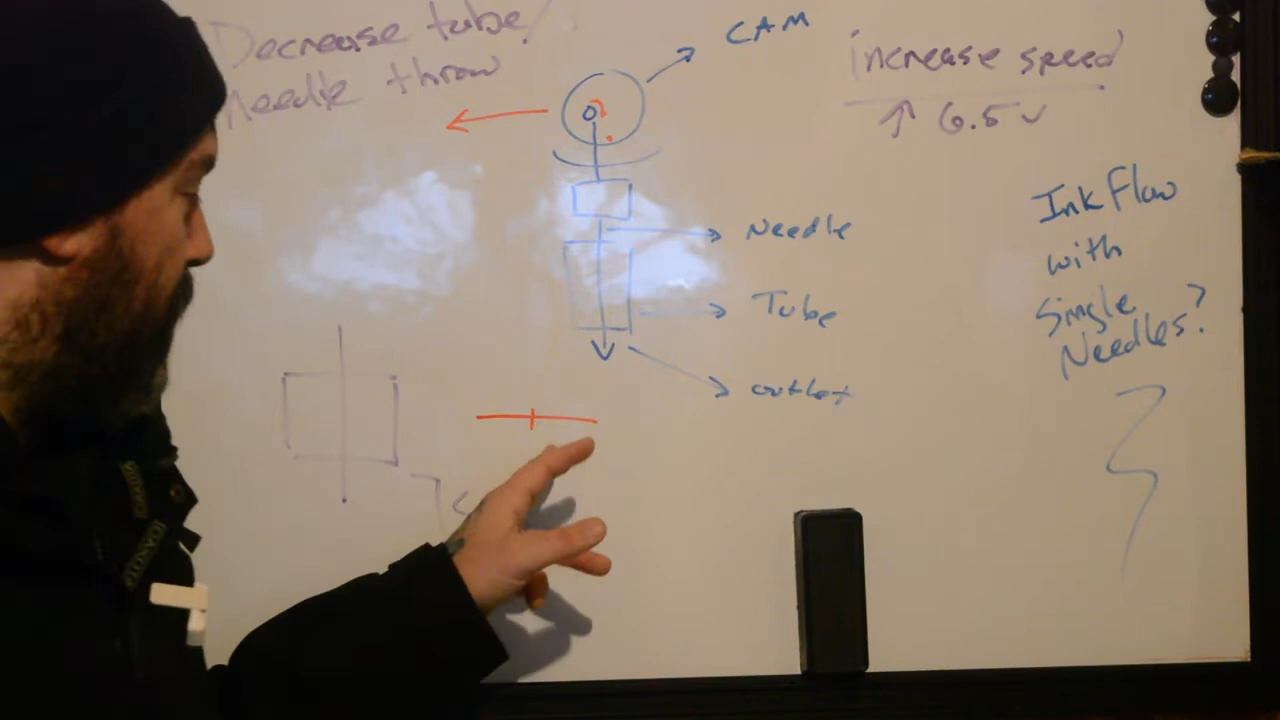 Decrease tube/
Needle throw
CAM
increase speed
↑ 6.5 v
Needle
Tube
outlet
Ink Flow
with
Single
Needles?